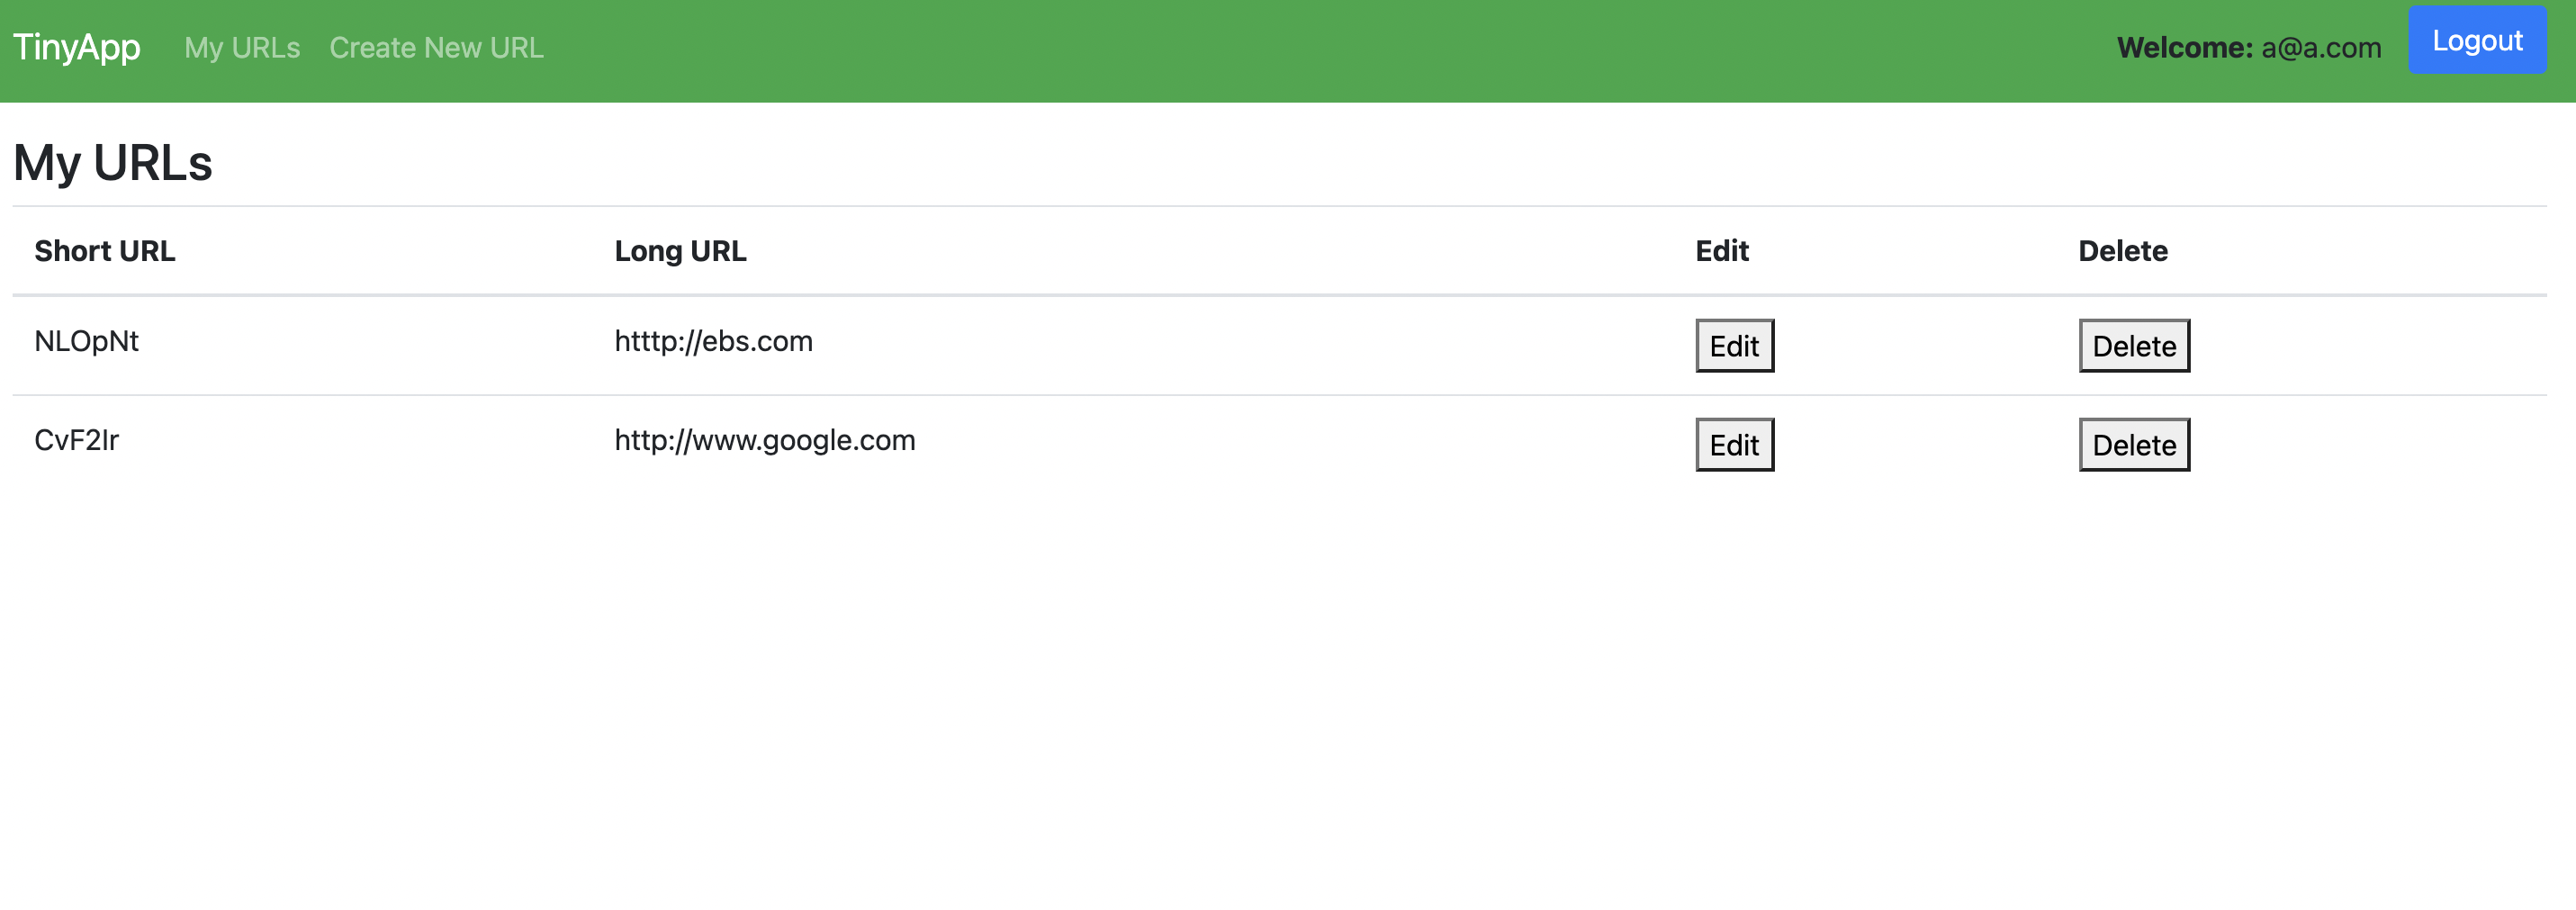 TinyApp My URLs Create New URL Welcome: a@a.com Logout
My URLs
Short URL Long URL Edit Delete
NLOpNt htttp://ebs.com Edit Delete
CvF2Ir http://www.google.com Edit Delete